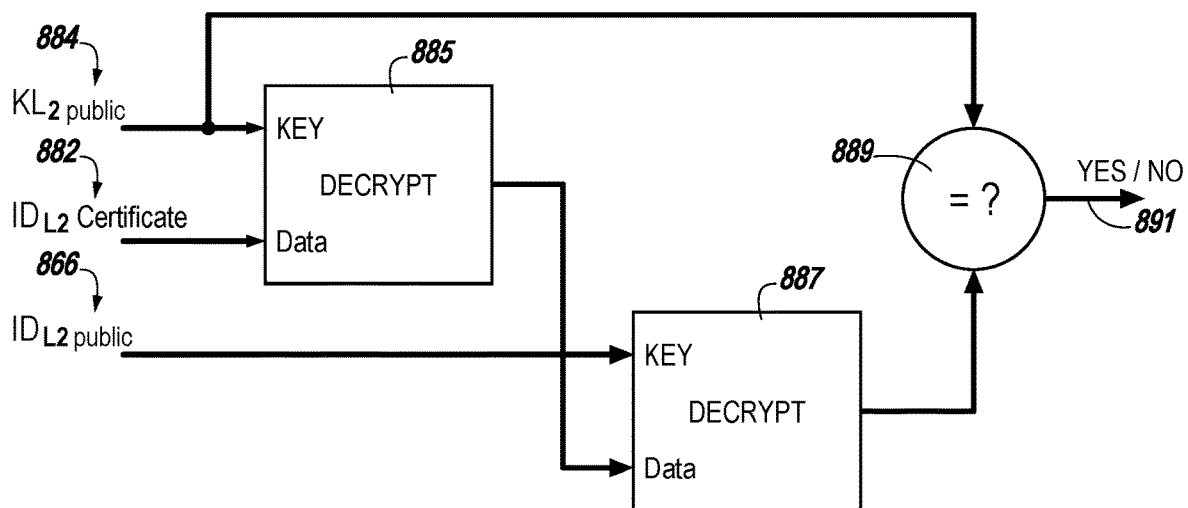 884
885
KL2 public
KEY
882
889
YES / NO
DECRYPT
= ?
891
IDL2 Certificate
Data
866
887
IDL2 public
KEY
DECRYPT
Data